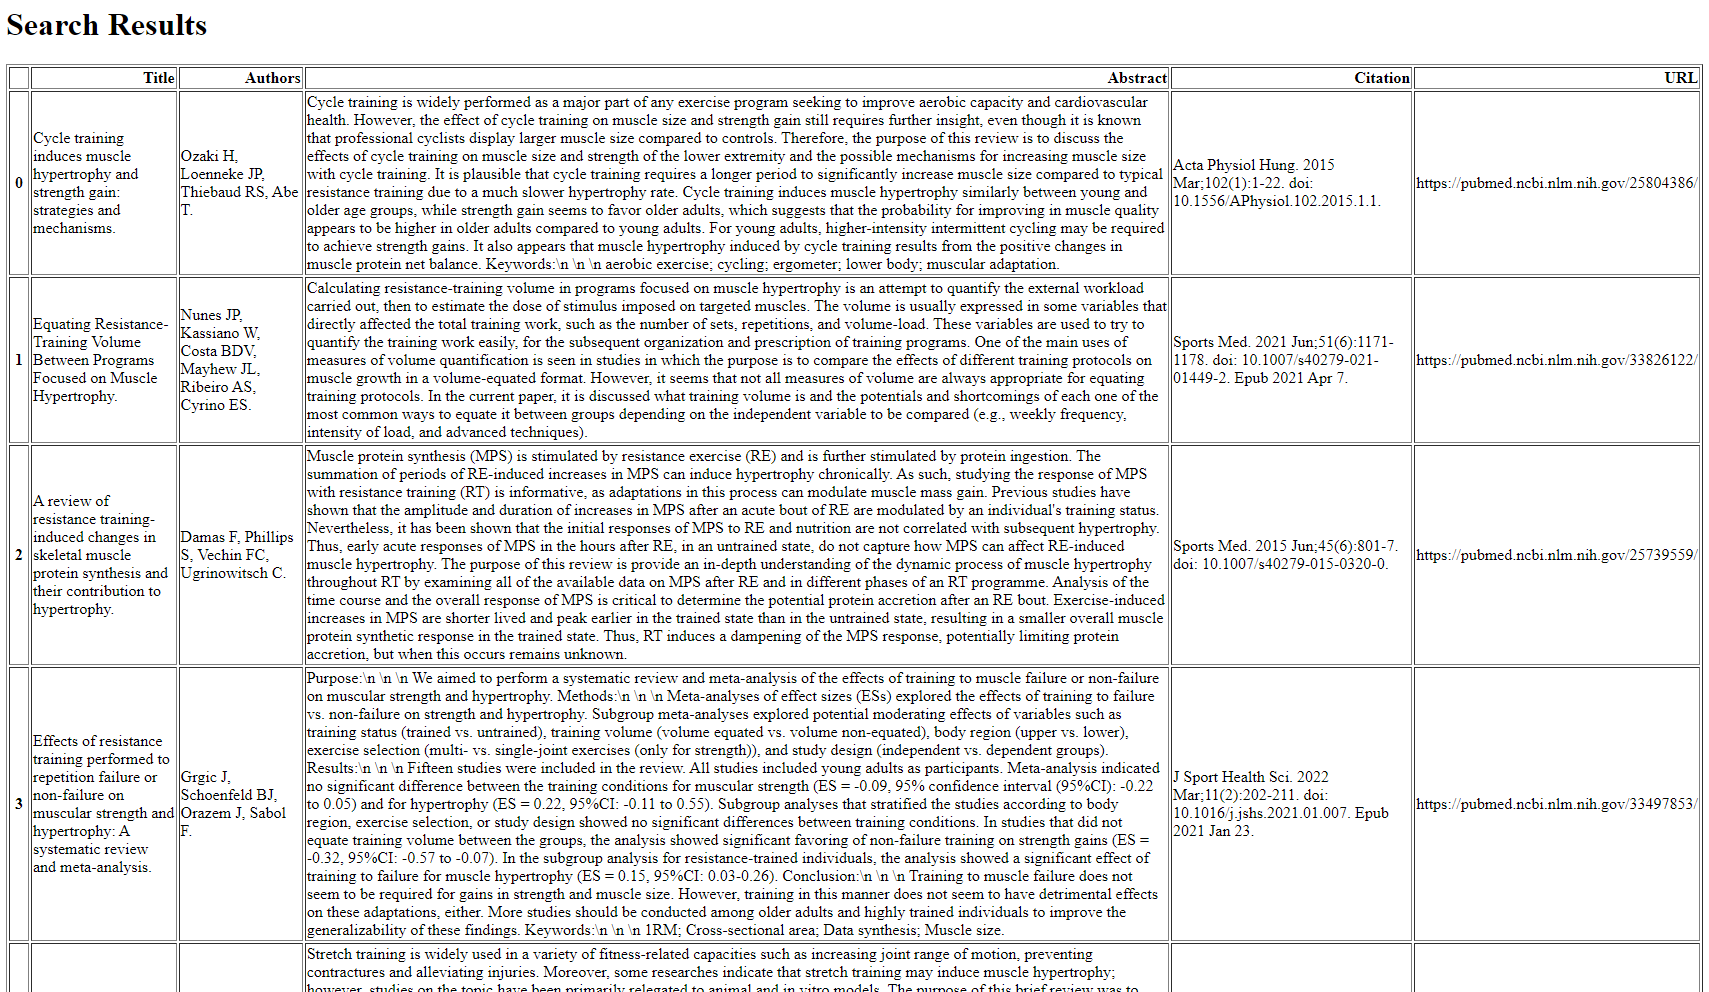 Search Results
Title Authors Abstract Citation URL
0
Cycle training
induces muscle
hypertrophy and
strength gain:
strategies and
mechanisms.
Ozaki H,
Loenneke JP,
Thiebaud RS, Abe
T.
Cycle training is widely performed as a major part of any exercise program seeking to improve aerobic capacity and cardiovascular
health. However, the effect of cycle training on muscle size and strength gain still requires further insight, even though it is known
that professional cyclists display larger muscle size compared to controls. Therefore, the purpose of this review is to discuss the
effects of cycle training on muscle size and strength of the lower extremity and the possible mechanisms for increasing muscle size
with cycle training. It is plausible that cycle training requires a longer period to significantly increase muscle size compared to typical
resistance training due to a much slower hypertrophy rate. Cycle training induces muscle hypertrophy similarly between young and
older age groups, while strength gain seems to favor older adults, which suggests that the probability for improving in muscle quality
appears to be higher in older adults compared to young adults. For young adults, higher-intensity intermittent cycling may be required
to achieve strength gains. It also appears that muscle hypertrophy induced by cycle training results from the positive changes in
muscle protein net balance. Keywords:\n \n \n aerobic exercise; cycling; ergometer; lower body; muscular adaptation.
Acta Physiol Hung. 2015
Mar;102(1):1-22. doi:
10.1556/APhysiol.102.2015.1.1.
https://pubmed.ncbi.nlm.nih.gov/25804386/
1
Equating Resistance-
Training Volume
Between Programs
Focused on Muscle
Hypertrophy.
Nunes JP,
Kassiano W,
Costa BDV,
Mayhew JL,
Ribeiro AS,
Cyrino ES.
Calculating resistance-training volume in programs focused on muscle hypertrophy is an attempt to quantify the external workload
carried out, then to estimate the dose of stimulus imposed on targeted muscles. The volume is usually expressed in some variables that
directly affected the total training work, such as the number of sets, repetitions, and volume-load. These variables are used to try to
quantify the training work easily, for the subsequent organization and prescription of training programs. One of the main uses of
measures of volume quantification is seen in studies in which the purpose is to compare the effects of different training protocols on
muscle growth in a volume-equated format. However, it seems that not all measures of volume are always appropriate for equating
training protocols. In the current paper, it is discussed what training volume is and the potentials and shortcomings of each one of the
most common ways to equate it between groups depending on the independent variable to be compared (e.g., weekly frequency,
intensity of load, and advanced techniques).
Sports Med. 2021 Jun;51(6):1171-
1178. doi: 10.1007/s40279-021-
01449-2. Epub 2021 Apr 7.
https://pubmed.ncbi.nlm.nih.gov/33826122/
2
A review of
resistance training-
induced changes in
skeletal muscle
protein synthesis and
their contribution to
hypertrophy.
Damas F, Phillips
S, Vechin FC,
Ugrinowitsch C.
Muscle protein synthesis (MPS) is stimulated by resistance exercise (RE) and is further stimulated by protein ingestion. The
summation of periods of RE-induced increases in MPS can induce hypertrophy chronically. As such, studying the response of MPS
with resistance training (RT) is informative, as adaptations in this process can modulate muscle mass gain. Previous studies have
shown that the amplitude and duration of increases in MPS after an acute bout of RE are modulated by an individual's training status.
Nevertheless, it has been shown that the initial responses of MPS to RE and nutrition are not correlated with subsequent hypertrophy.
Thus, early acute responses of MPS in the hours after RE, in an untrained state, do not capture how MPS can affect RE-induced
muscle hypertrophy. The purpose of this review is provide an in-depth understanding of the dynamic process of muscle hypertrophy
throughout RT by examining all of the available data on MPS after RE and in different phases of an RT programme. Analysis of the
time course and the overall response of MPS is critical to determine the potential protein accretion after an RE bout. Exercise-induced
increases in MPS are shorter lived and peak earlier in the trained state than in the untrained state, resulting in a smaller overall muscle
protein synthetic response in the trained state. Thus, RT induces a dampening of the MPS response, potentially limiting protein
accretion, but when this occurs remains unknown.
Sports Med. 2015 Jun;45(6):801-7.
doi: 10.1007/s40279-015-0320-0.
https://pubmed.ncbi.nlm.nih.gov/25739559/
3
Effects of resistance
training performed to
repetition failure or
non-failure on
muscular strength and
hypertrophy: A
systematic review
and meta-analysis.
Grgic J,
Schoenfeld BJ,
Orazem J, Sabol
F.
Purpose:\n \n \n We aimed to perform a systematic review and meta-analysis of the effects of training to muscle failure or non-failure
on muscular strength and hypertrophy. Methods:\n \n \n Meta-analyses of effect sizes (ESs) explored the effects of training to failure
vs. non-failure on strength and hypertrophy. Subgroup meta-analyses explored potential moderating effects of variables such as
training status (trained vs. untrained), training volume (volume equated vs. volume non-equated), body region (upper vs. lower),
exercise selection (multi- vs. single-joint exercises (only for strength)), and study design (independent vs. dependent groups).
Results:\n \n \n Fifteen studies were included in the review. All studies included young adults as participants. Meta-analysis indicated
no significant difference between the training conditions for muscular strength (ES = -0.09, 95% confidence interval (95%CI): -0.22
to 0.05) and for hypertrophy (ES = 0.22, 95%CI: -0.11 to 0.55). Subgroup analyses that stratified the studies according to body
region, exercise selection, or study design showed no significant differences between training conditions. In studies that did not
equate training volume between the groups, the analysis showed significant favoring of non-failure training on strength gains (ES =
-0.32, 95%CI: -0.57 to -0.07). In the subgroup analysis for resistance-trained individuals, the analysis showed a significant effect of
training to failure for muscle hypertrophy (ES = 0.15, 95%CI: 0.03-0.26). Conclusion:\n \n \n Training to muscle failure does not
seem to be required for gains in strength and muscle size. However, training in this manner does not seem to have detrimental effects
on these adaptations, either. More studies should be conducted among older adults and highly trained individuals to improve the
generalizability of these findings. Keywords:\n \n \n 1RM; Cross-sectional area; Data synthesis; Muscle size.
J Sport Health Sci. 2022
Mar;11(2):202-211. doi:
10.1016/j.jshs.2021.01.007. Epub
2021 Jan 23.
https://pubmed.ncbi.nlm.nih.gov/33497853/
Stretch training is widely used in a variety of fitness-related capacities such as increasing joint range of motion, preventing
contractures and alleviating injuries. Moreover, some researches indicate that stretch training may induce muscle hypertrophy;
however, studies on the topic have been primarily relegated to animal and in vitro models. The purpose of this brief review was to